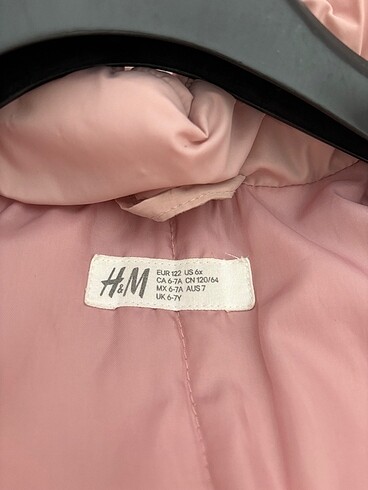 H&M
EUR 122 US 6x
CA 6-7A CN 120/64
MX 6-7A AUS 7
UK 6-7Y